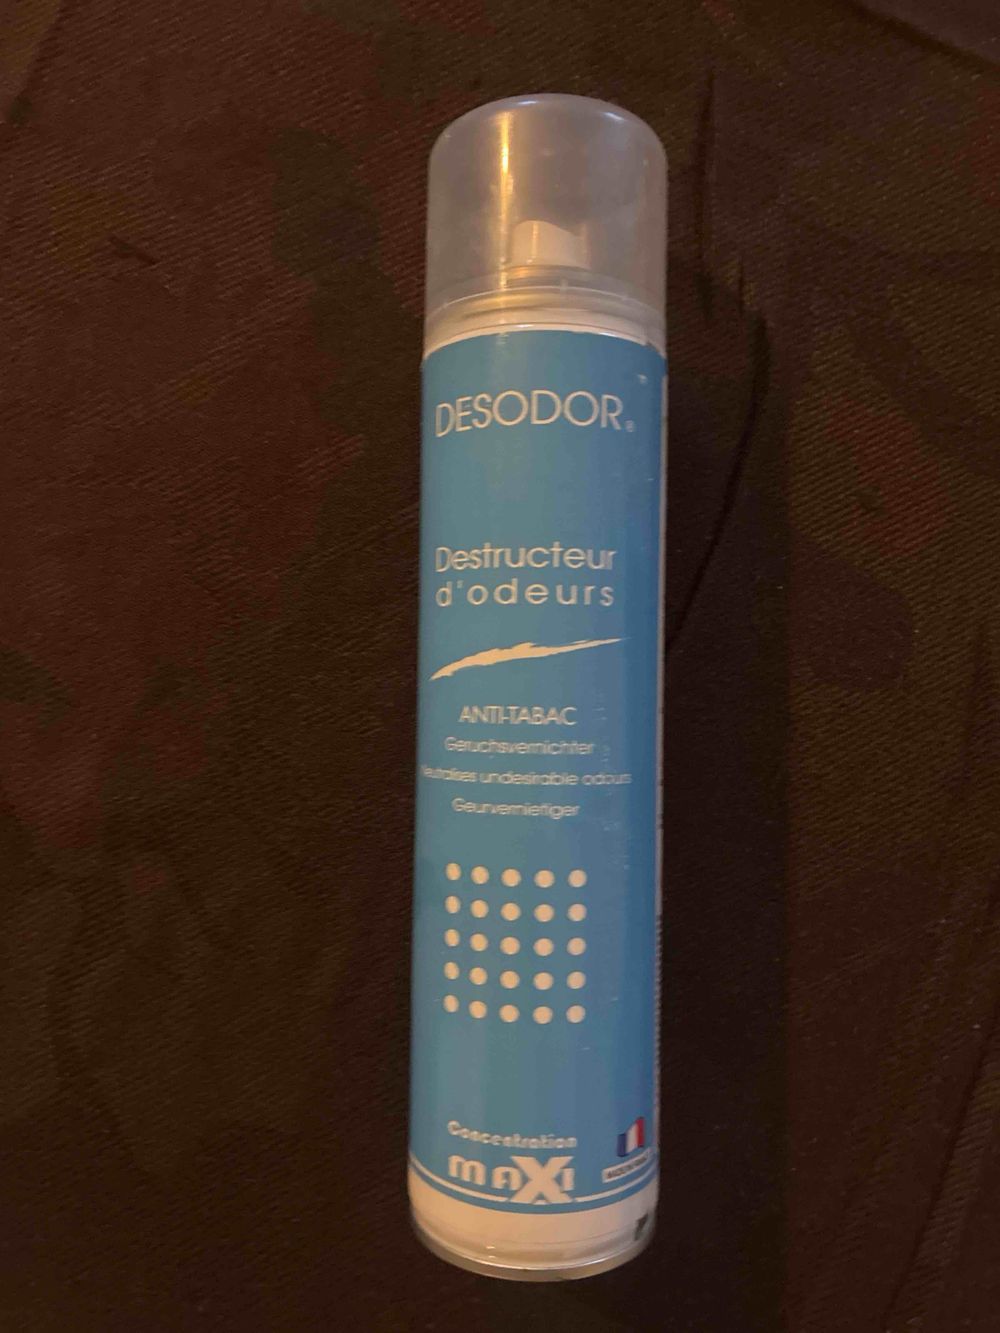 DESODOR®
Destructeur
d'odeurs
ANTI-TABAC
Geruchsvernichter
Neutralises undesirable odours
Geurvernietiger
Concentration
maXi